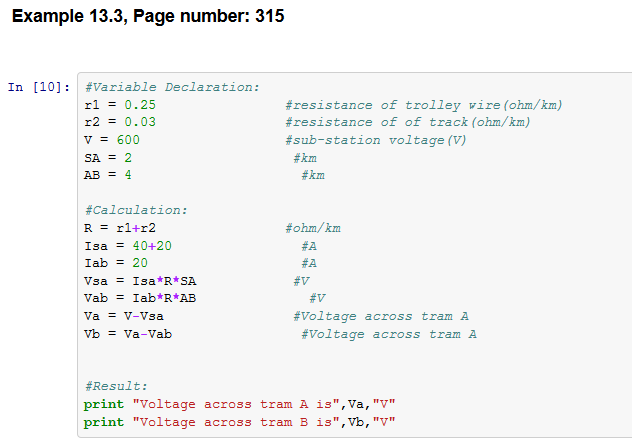 Example 13.3, Page number: 315
In [10]: #Variable Declaration:
r1 = 0.25 #resistance of trolley wire(ohm/km)
r2 = 0.03 #resistance of of track(ohm/km)
V = 600 #sub-station voltage(V)
SA = 2 #km
AB = 4 #km
#Calculation:
R = r1+r2 #ohm/km
Isa = 40+20 #A
Iab = 20 #A
Vsa = Isa*R*SA #V
Vab = Iab*R*AB #V
Va = V-Vsa #Voltage across tram A
Vb = Va-Vab #Voltage across tram A
#Result:
print "Voltage across tram A is",Va,"V"
print "Voltage across tram B is",Vb,"V"